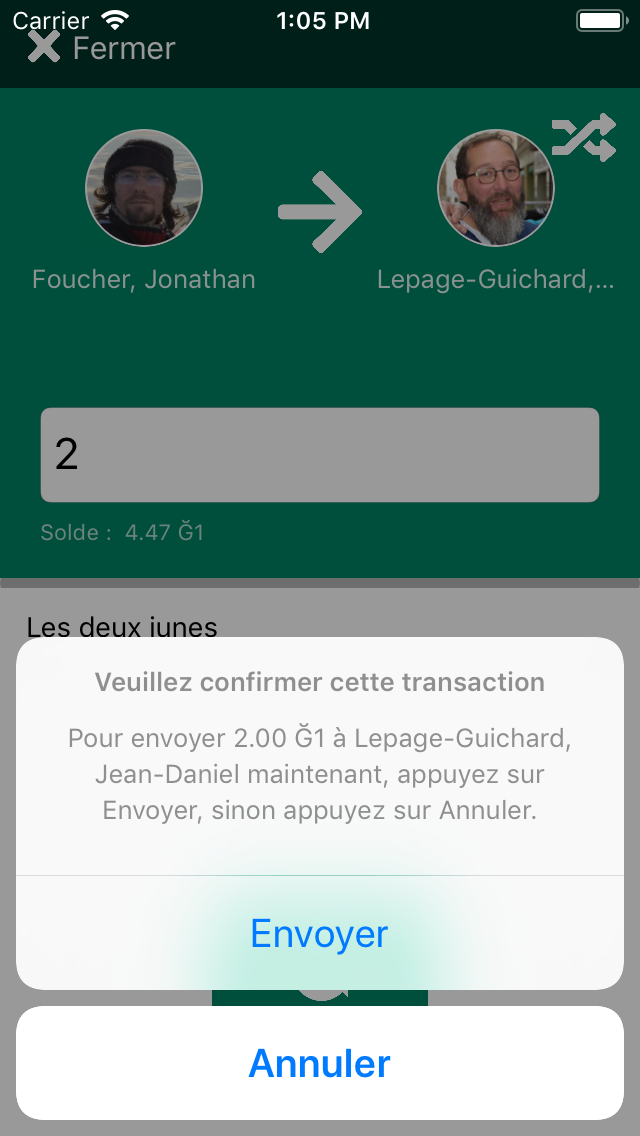 Carrier 1:05 PM
Fermer
Foucher, Jonathan
Lepage-Guichard,...
2
Solde : 4.47 Ğ1
Les deux junes
Veuillez confirmer cette transaction
Pour envoyer 2.00 Ğ1 à Lepage-Guichard,
Jean-Daniel maintenant, appuyez sur
Envoyer, sinon appuyez sur Annuler.
Envoyer
Annuler